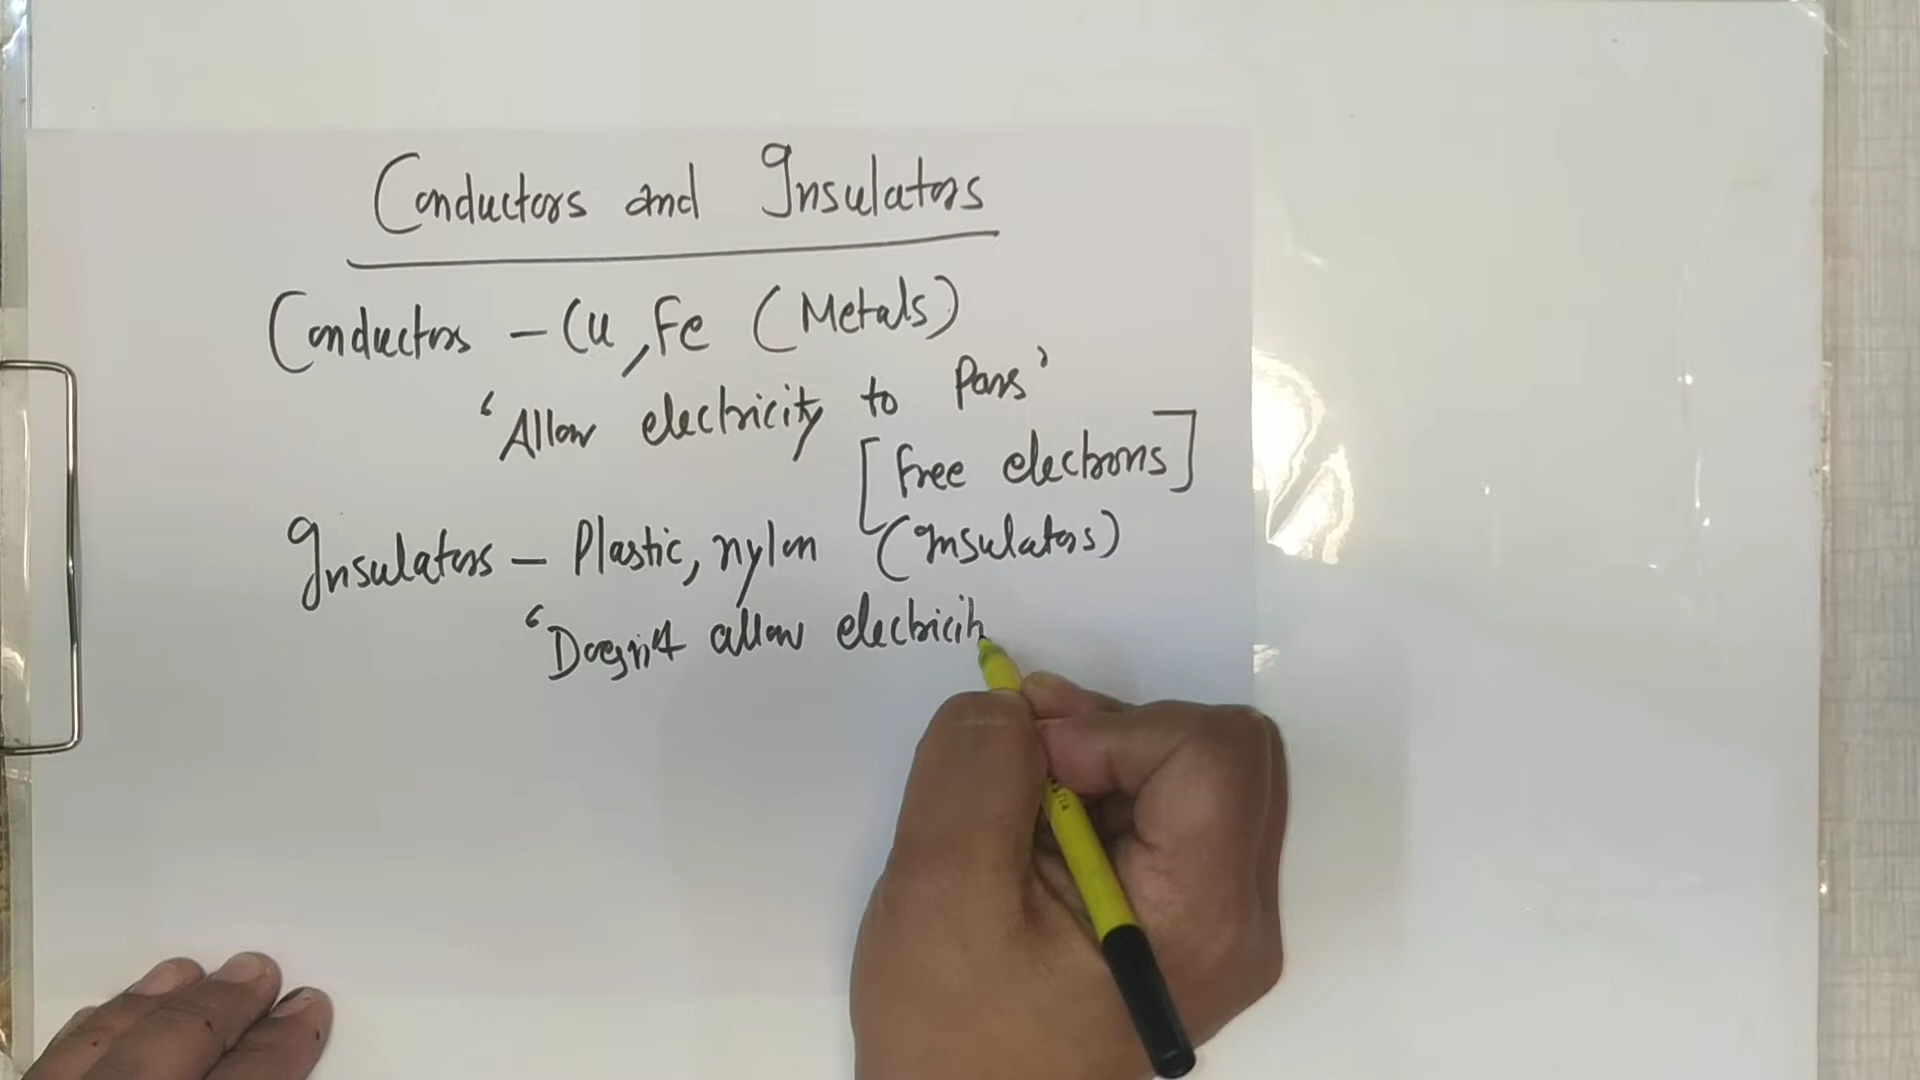 Conductors and Insulators
Conductors - Cu, Fe (Metals)
'Allow electricity to Pass'
[Free electrons]
Insulators - Plastic, nylon (Insulators)
'Doesn't allow electricit